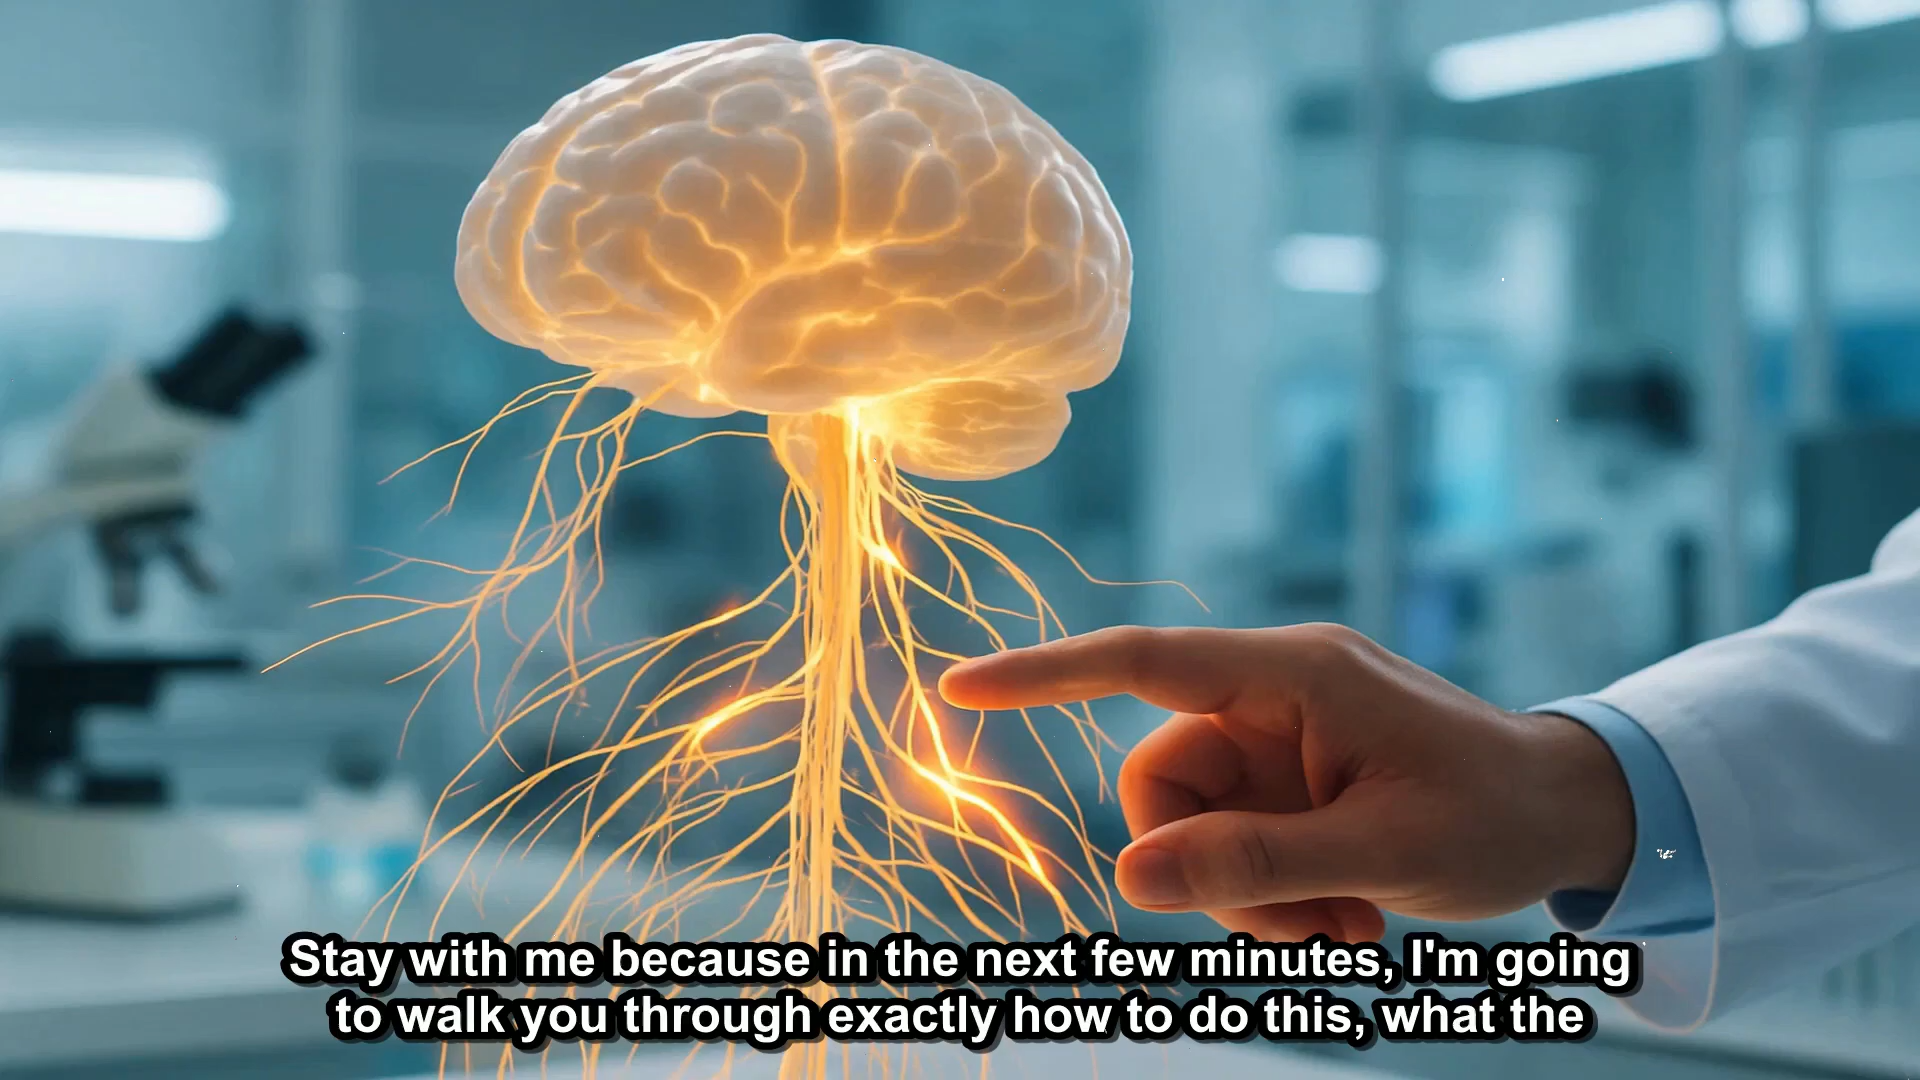 Stay with me because in the next few minutes, I'm going
to walk you through exactly how to do this, what the